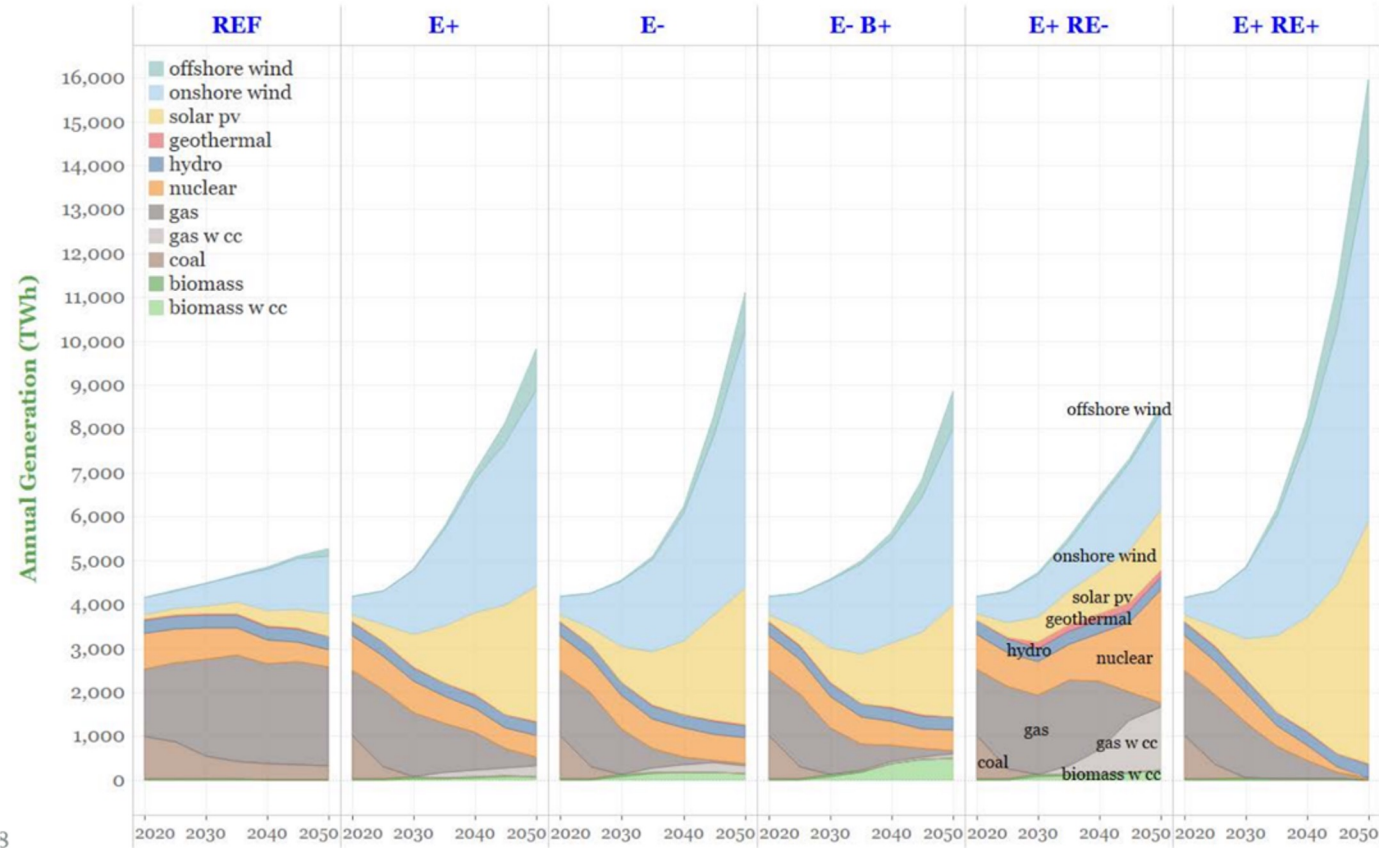 REF E+ E- E- B+ E+ RE- E+ RE+
offshore wind
onshore wind
solar pv
geothermal
hydro
nuclear
gas
gas w cc
coal
biomass
biomass w cc
Annual Generation (TWh)
16,000
15,000
14,000
13,000
12,000
11,000
10,000
9,000
8,000
7,000
6,000
5,000
4,000
3,000
2,000
1,000
0
offshore wind
onshore wind
solar pv
geothermal
hydro
nuclear
gas
gas w cc
coal
biomass w cc
2020 2030 2040 2050 2020 2030 2040 2050 2020 2030 2040 2050 2020 2030 2040 2050 2020 2030 2040 2050 2020 2030 2040 2050
8